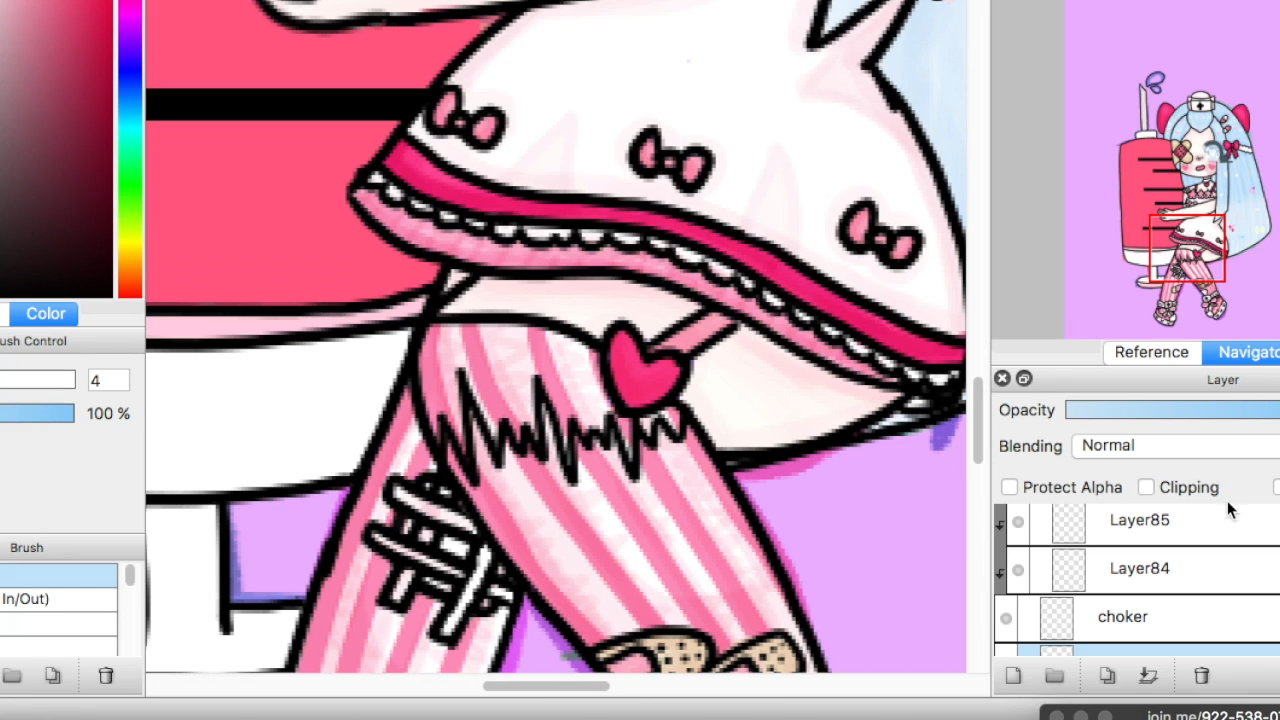 Color
ush Control
4
100 %
Brush
In/Out)
Reference
Navigato
Layer
Opacity
Blending
Normal
Protect Alpha
Clipping
Layer85
Layer84
choker
join me/922-538-0